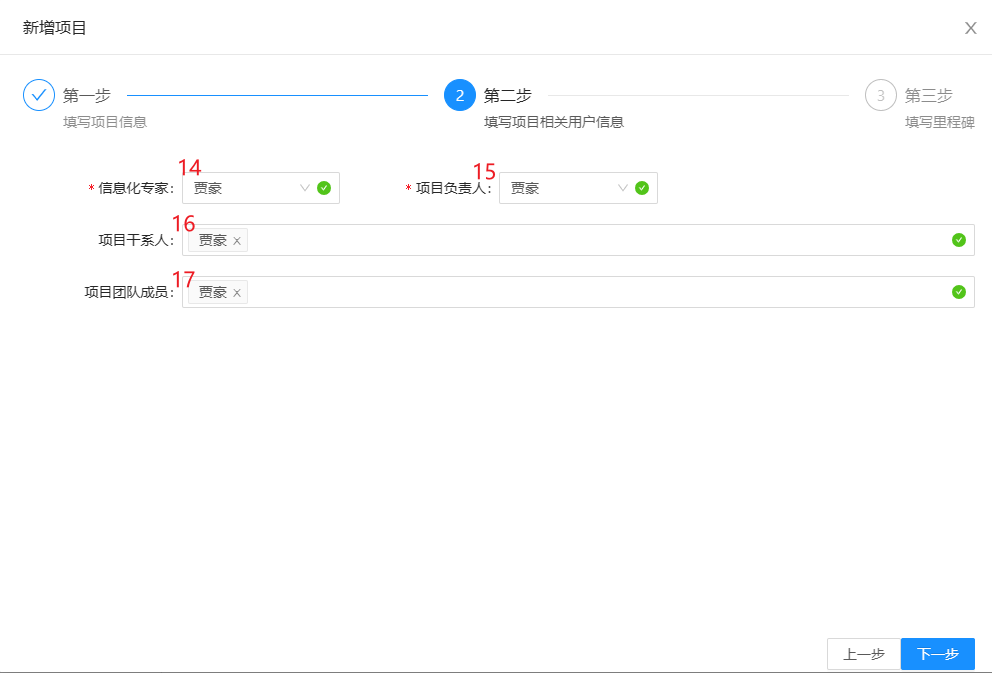 新增项目 X
第一步 2 第二步 3 第三步
填写项目信息 填写项目相关用户信息 填写里程碑
14 15
* 信息化专家: 贾豪 * 项目负责人: 贾豪
16
项目干系人: 贾豪 x
17
项目团队成员: 贾豪 x
上一步 下一步